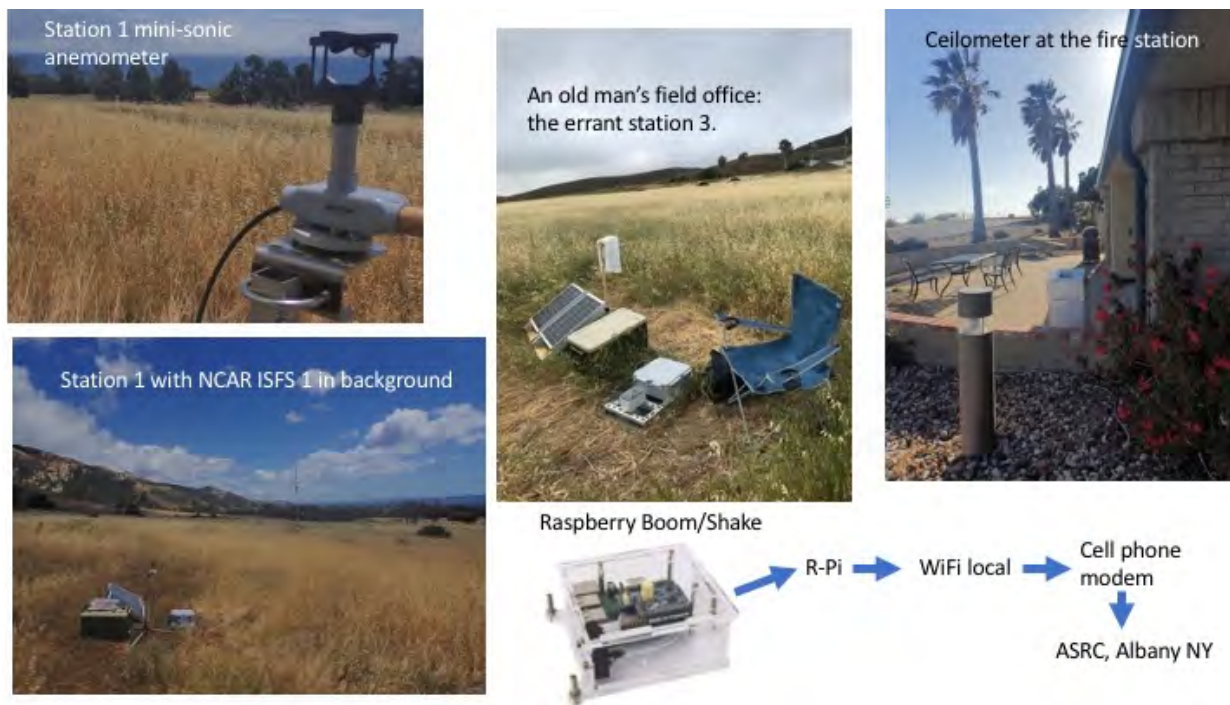 Station 1 mini-sonic
anemometer
An old man's field office:
the errant station 3.
Ceilometer at the fire station
Station 1 with NCAR ISFS 1 in background
Raspberry Boom/Shake
R-Pi
WiFi local
Cell phone
modem
ASRC, Albany NY